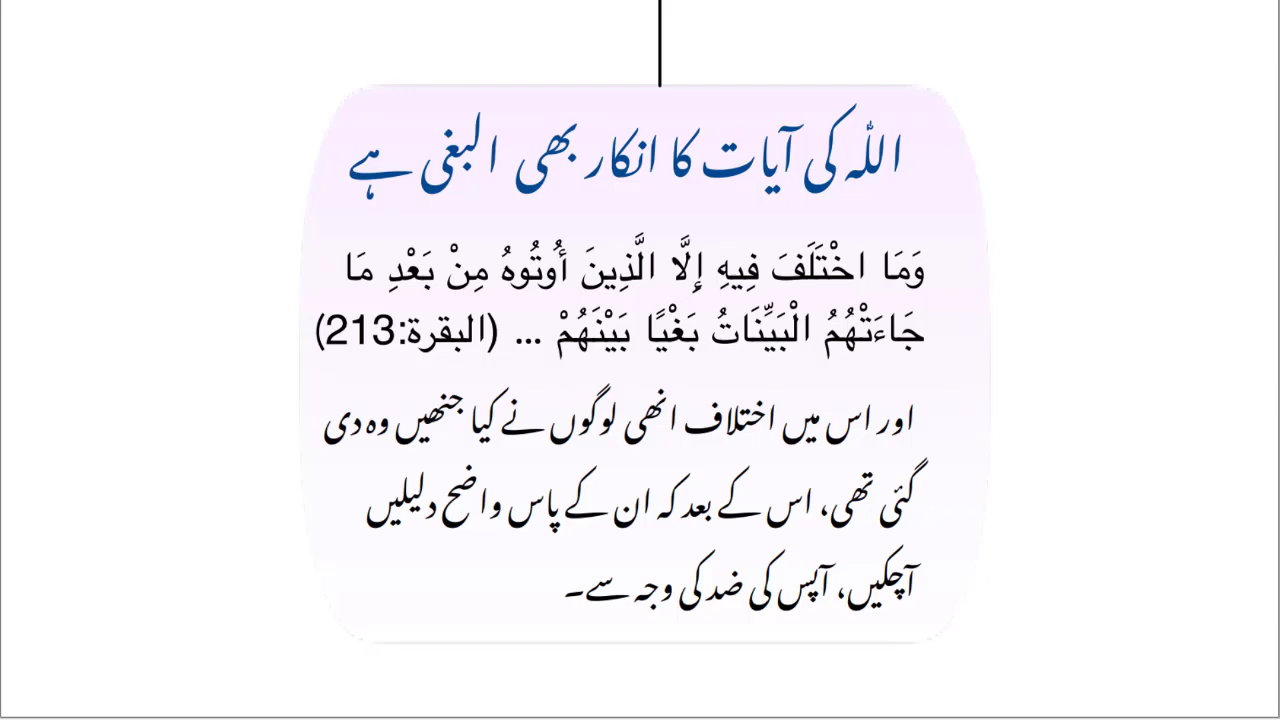 اللہ کی آیات کا انکار بھی البغی ہے
وَمَا اخْتَلَفَ فِيهِ إِلَّا الَّذِينَ أُوتُوهُ مِنْ بَعْدِ مَا
جَاءَتْهُمُ الْبَيِّنَاتُ بَغْيًا بَيْنَهُمْ ... (البقرة:213)
اور اس میں اختلاف انھی لوگوں نے کیا جنھیں وہ دی
گئی تھی، اس کے بعد کہ ان کے پاس واضح دلیلیں
آچکیں، آپس کی ضد کی وجہ سے۔